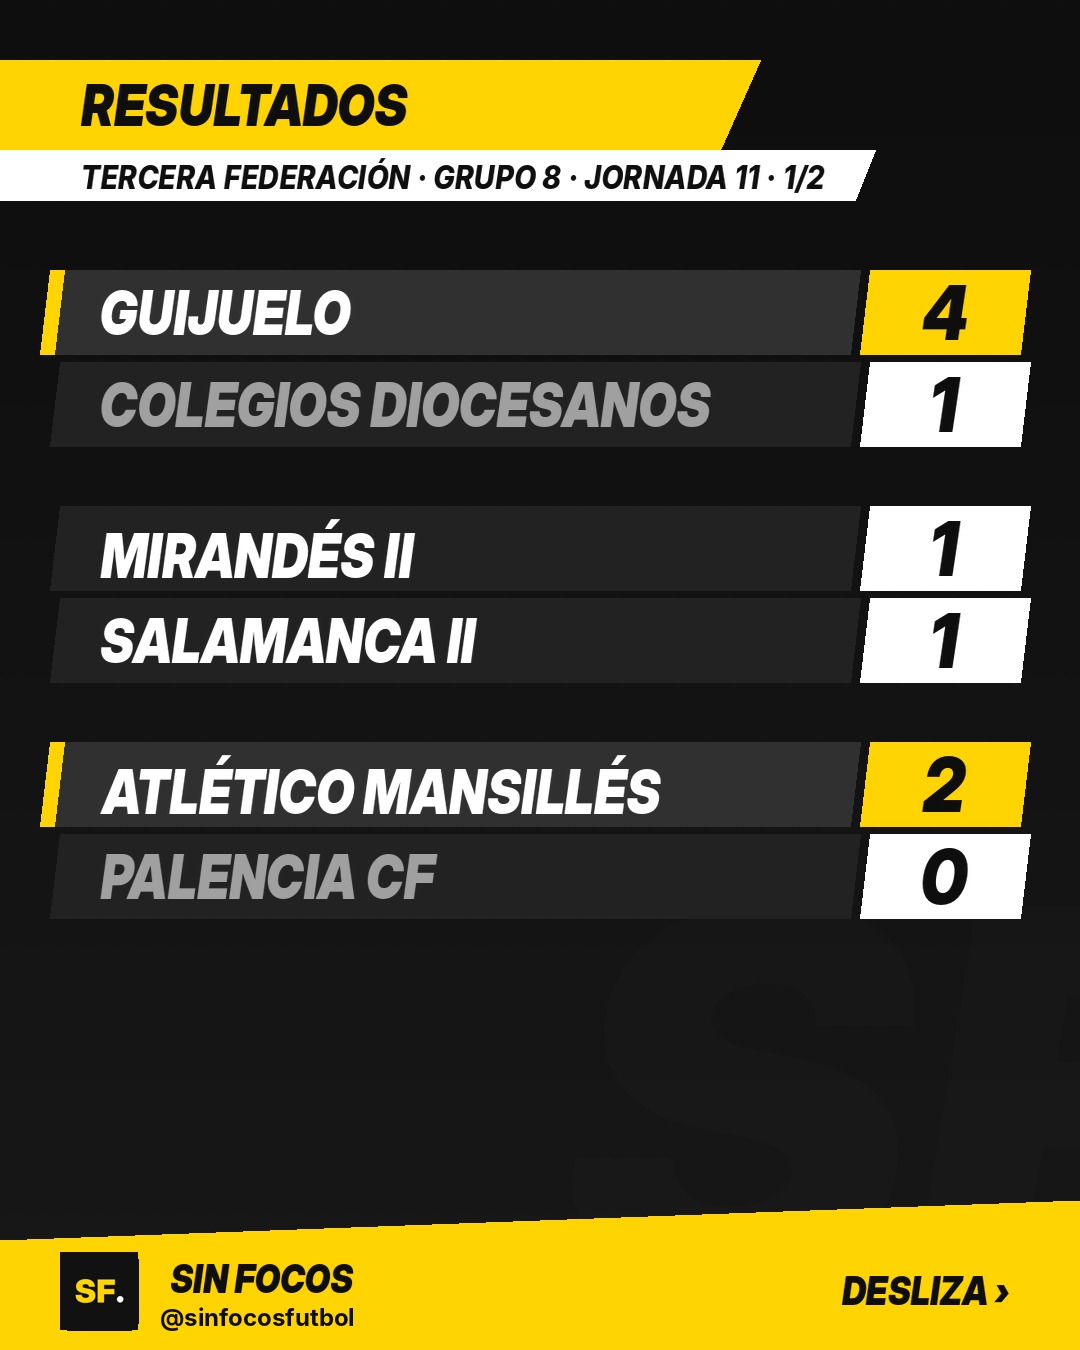 RESULTADOS
TERCERA FEDERACIÓN · GRUPO 8 · JORNADA 11 · 1/2
GUIJUELO 4
COLEGIOS DIOCESANOS 1
MIRANDÉS II 1
SALAMANCA II 1
ATLÉTICO MANSILLÉS 2
PALENCIA CF 0
SF
SF.
SIN FOCOS
@sinfocosfutbol
DESLIZA ›